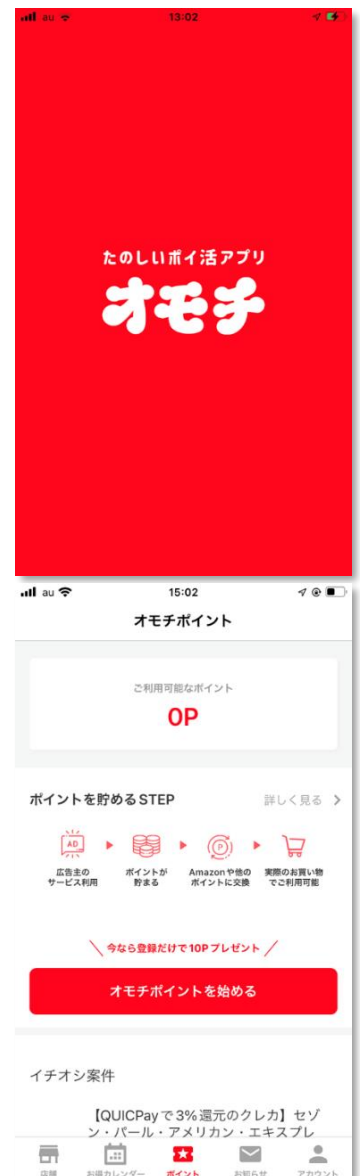 au
13:02
たのしいポイ活アプリ
オモチ
au
15:02
オモチポイント
ご利用可能なポイント
0P
ポイントを貯めるSTEP
詳しく見る
AD
P
広告主の
サービス利用
ポイントが
貯まる
Amazonや他の
ポイントに交換
実際のお買い物
でご利用可能
今なら登録だけで10Pプレゼント
オモチポイントを始める
イチオシ案件
【QUICPayで3%還元のクレカ】セゾ
ン・パール・アメリカン・エキスプレ
店舗
お得カレンダー
ポイント
お知らせ
アカウント